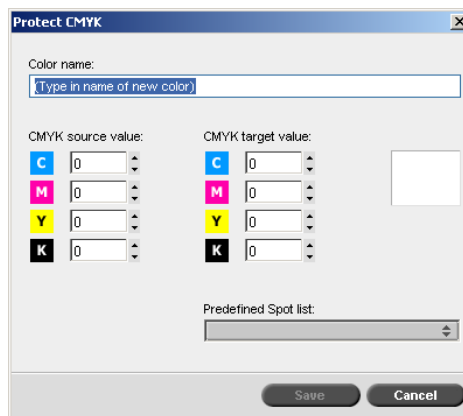 Protect CMYK
Color name:
(Type in name of new color)
CMYK source value: CMYK target value:
C 0 C 0
M 0 M 0
Y 0 Y 0
K 0 K 0
Predefined Spot list:
Save Cancel